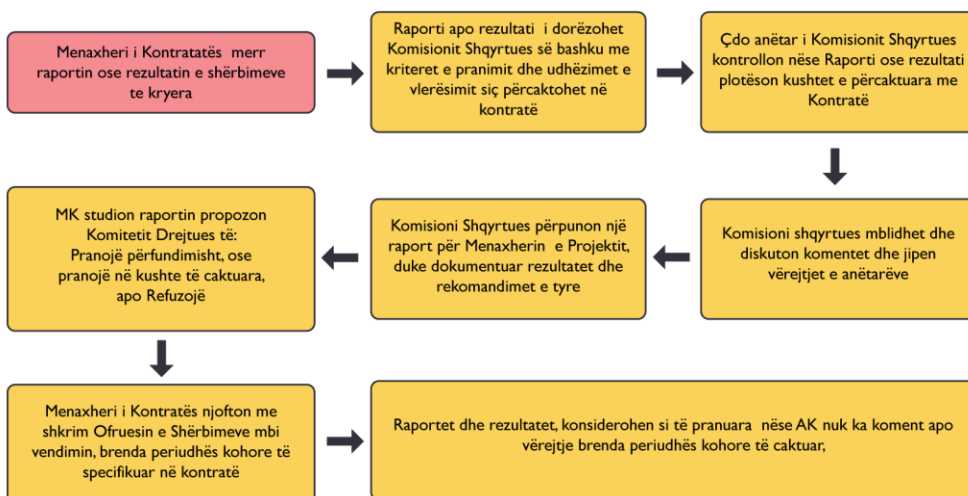 Menaxheri i Kontratatës merr
raportin ose rezultatin e shërbimeve
te kryera
Raporti apo rezultati i dorëzohet
Komisionit Shqyrtues së bashku me
kriteret e pranimit dhe udhëzimet e
vlerësimit siç përcaktohet në
kontratë
Çdo anëtar i Komisionit Shqyrtues
kontrollon nëse Raporti ose rezultati
plotëson kushtet e përcaktuara me
Kontratë
Komisioni shqyrtues mblidhet dhe
diskuton komentet dhe jipen
vërejtjet e anëtarëve
Komisioni Shqyrtues përpunon një
raport për Menaxherin e Projektit,
duke dokumentuar rezultatet dhe
rekomandimet e tyre
MK studion raportin propozon
Komitetit Drejtues të:
Pranojë përfundimisht, ose
pranojë në kushte të caktuara,
apo Refuzojë
Menaxheri i Kontratës njofton me
shkrim Ofruesin e Shërbimeve mbi
vendimin, brenda periudhës kohore të
specifikuar në kontratë
Raportet dhe rezultatet, konsiderohen si të pranuara nëse AK nuk ka koment apo
vërejtje brenda periudhës kohore të caktuar,